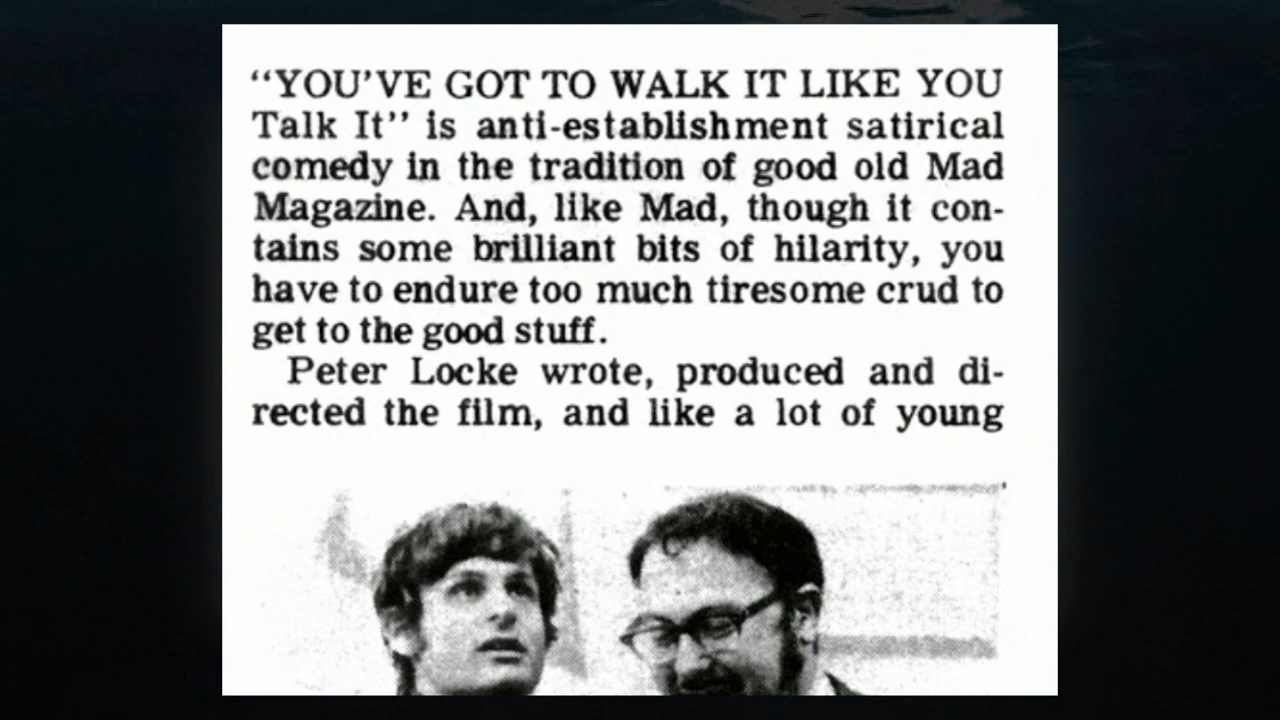 “YOU’VE GOT TO WALK IT LIKE YOU
Talk It” is anti-establishment satirical
comedy in the tradition of good old Mad
Magazine. And, like Mad, though it con-
tains some brilliant bits of hilarity, you
have to endure too much tiresome crud to
get to the good stuff.
Peter Locke wrote, produced and di-
rected the film, and like a lot of young